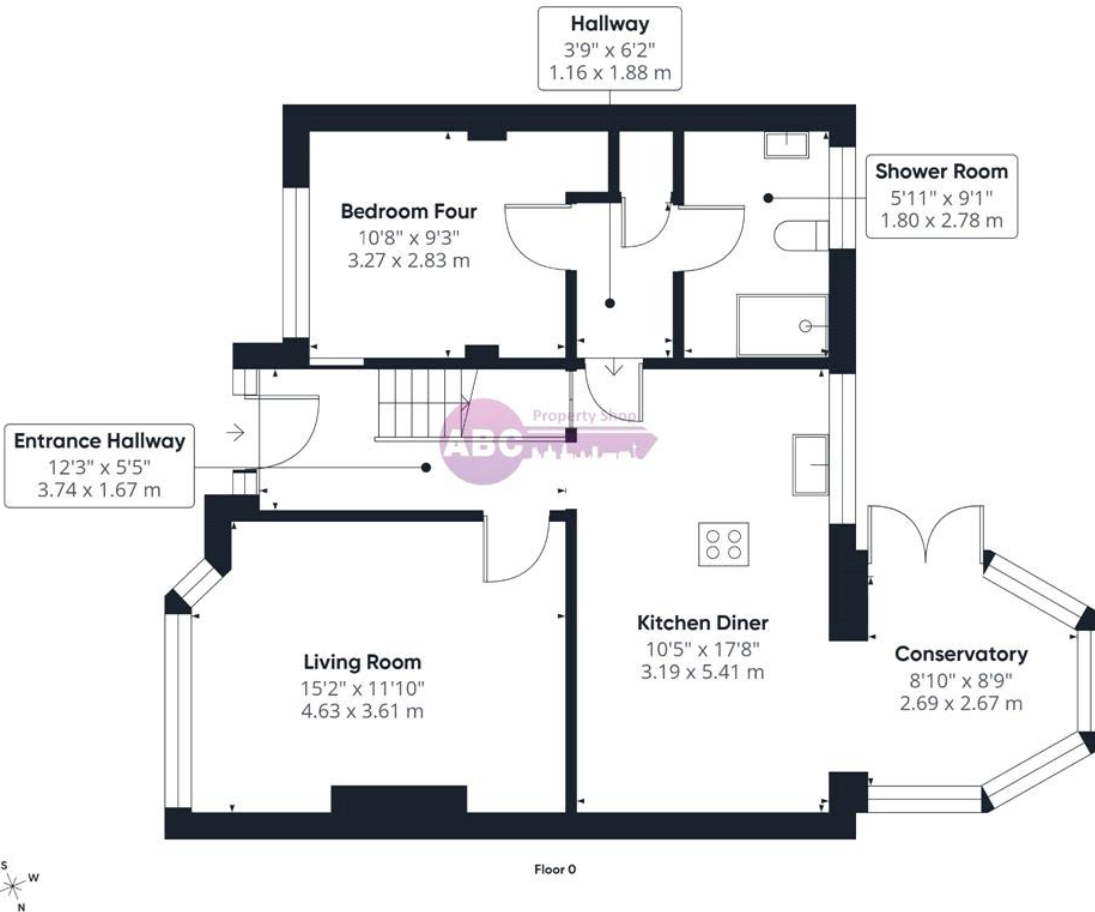 Hallway
3'9" x 6'2"
1.16 x 1.88 m
Shower Room
5'11" x 9'1"
1.80 x 2.78 m
Bedroom Four
10'8" x 9'3"
3.27 x 2.83 m
Entrance Hallway
12'3" x 5'5"
3.74 x 1.67 m
Property Shop
ABC
Kitchen Diner
10'5" x 17'8"
3.19 x 5.41 m
Living Room
15'2" x 11'10"
4.63 x 3.61 m
Conservatory
8'10" x 8'9"
2.69 x 2.67 m
Floor 0
S
W
N